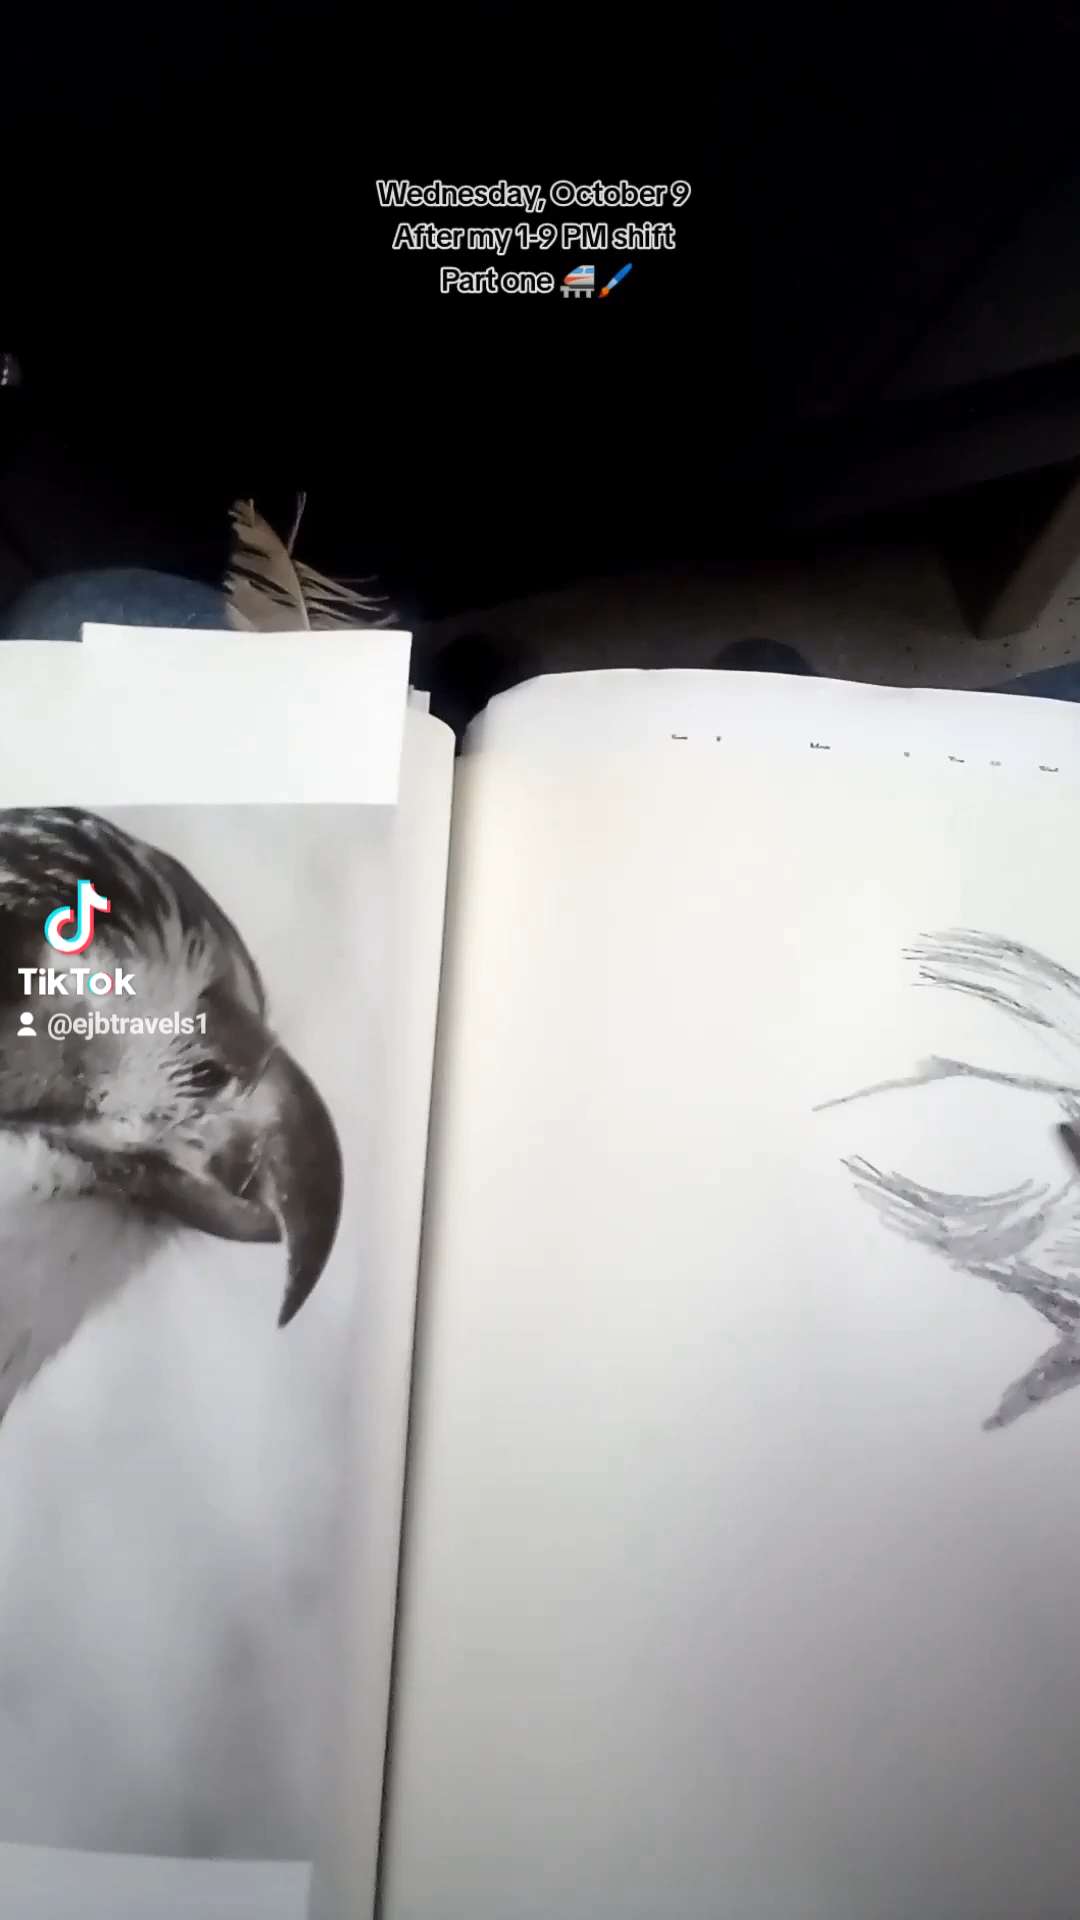 Wednesday, October 9
After my 1-9 PM shift
Part one 🚈🖌️
TikTok
@ejbtravels1